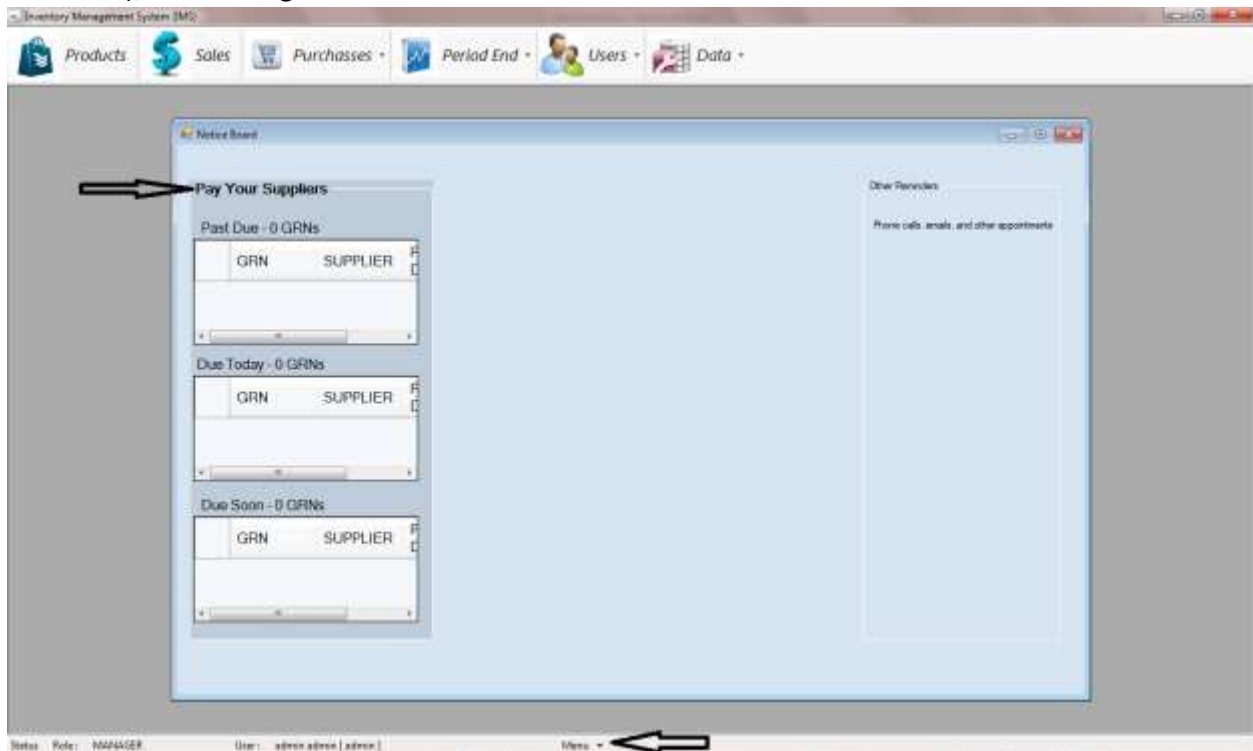 Inventory Management System (IMS)
Products Sales Purchasses Period End Users Data
Notice Board
Pay Your Suppliers
Past Due - 0 GRNs
GRN SUPPLIER
Due Today - 0 GRNs
GRN SUPPLIER
Due Soon - 0 GRNs
GRN SUPPLIER
Other Reminders
Phone calls, emails, and other appointments
Status Role: MANAGER User: admin admin [ admin ] Menu